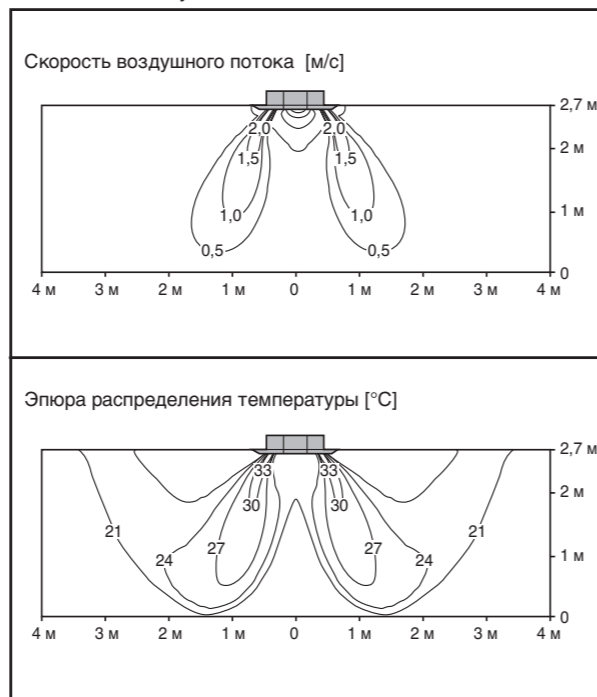 Скорость воздушного потока [м/с]
2,7 м
2,0 2,0
2 м
1,5 1,5
1,0 1,0
1 м
0,5 0,5
0
4 м 3 м 2 м 1 м 0 1 м 2 м 3 м 4 м
Эпюра распределения температуры [°C]
2,7 м
33 33
2 м
30 30
21 21
27 27
24 24
1 м
0
4 м 3 м 2 м 1 м 0 1 м 2 м 3 м 4 м